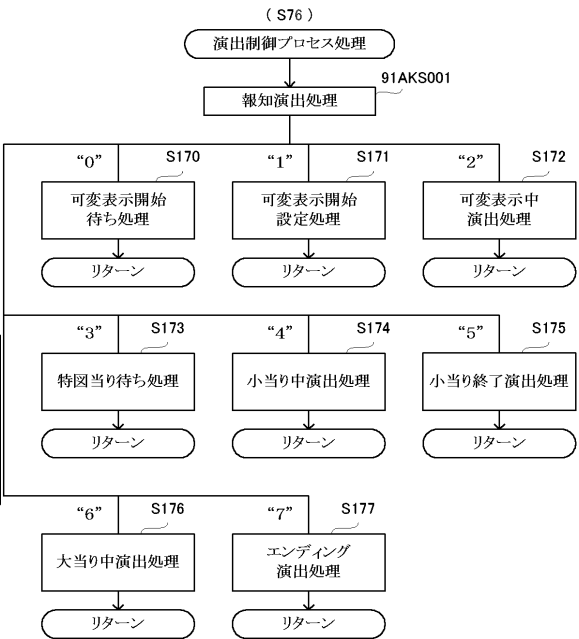 ( S76 )
演出制御プロセス処理
91AKS001
報知演出処理
“0”
S170
“1”
S171
“2”
S172
可変表示開始
待ち処理
可変表示開始
設定処理
可変表示中
演出処理
リターン
リターン
リターン
“3”
S173
“4”
S174
“5”
S175
特図当り待ち処理
小当り中演出処理
小当り終了演出処理
リターン
リターン
リターン
“6”
S176
“7”
S177
大当り中演出処理
エンディング
演出処理
リターン
リターン